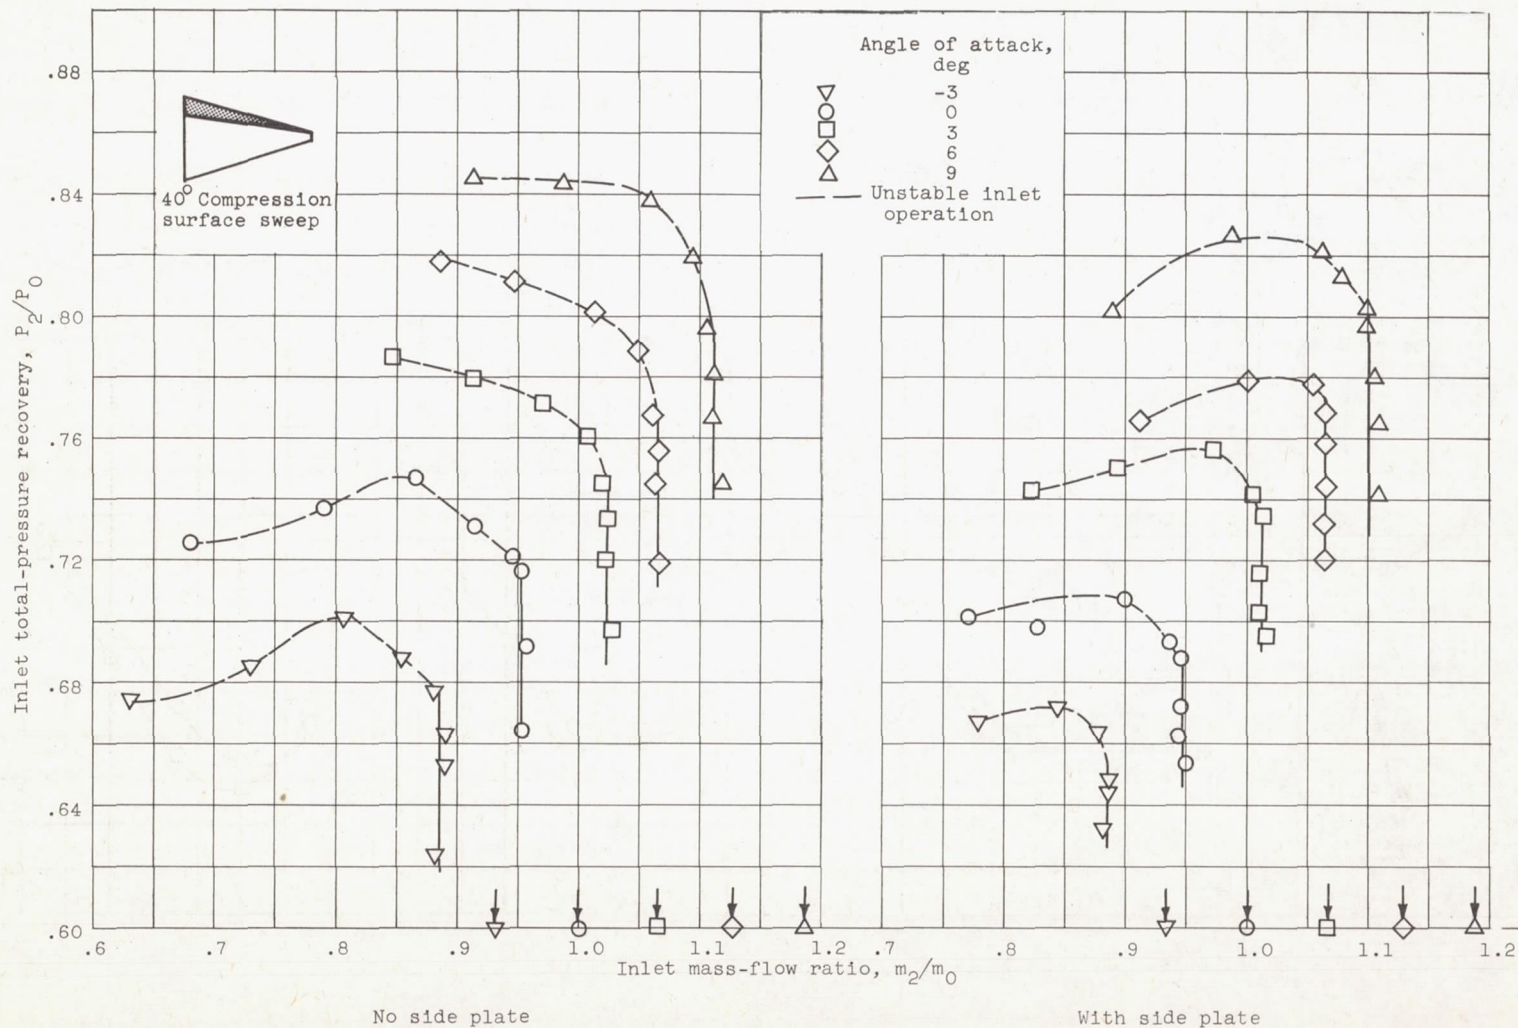 Angle of attack,
deg
-3
0
3
6
9
Unstable inlet
operation
40° Compression
surface sweep
Inlet total-pressure recovery, P2/P0
.88
.84
.80
.76
.72
.68
.64
.60
.6 .7 .8 .9 1.0 1.1 1.2 .7 0.8 .9 1.0 1.1 1.2
Inlet mass-flow ratio, m2/m0
No side plate
With side plate